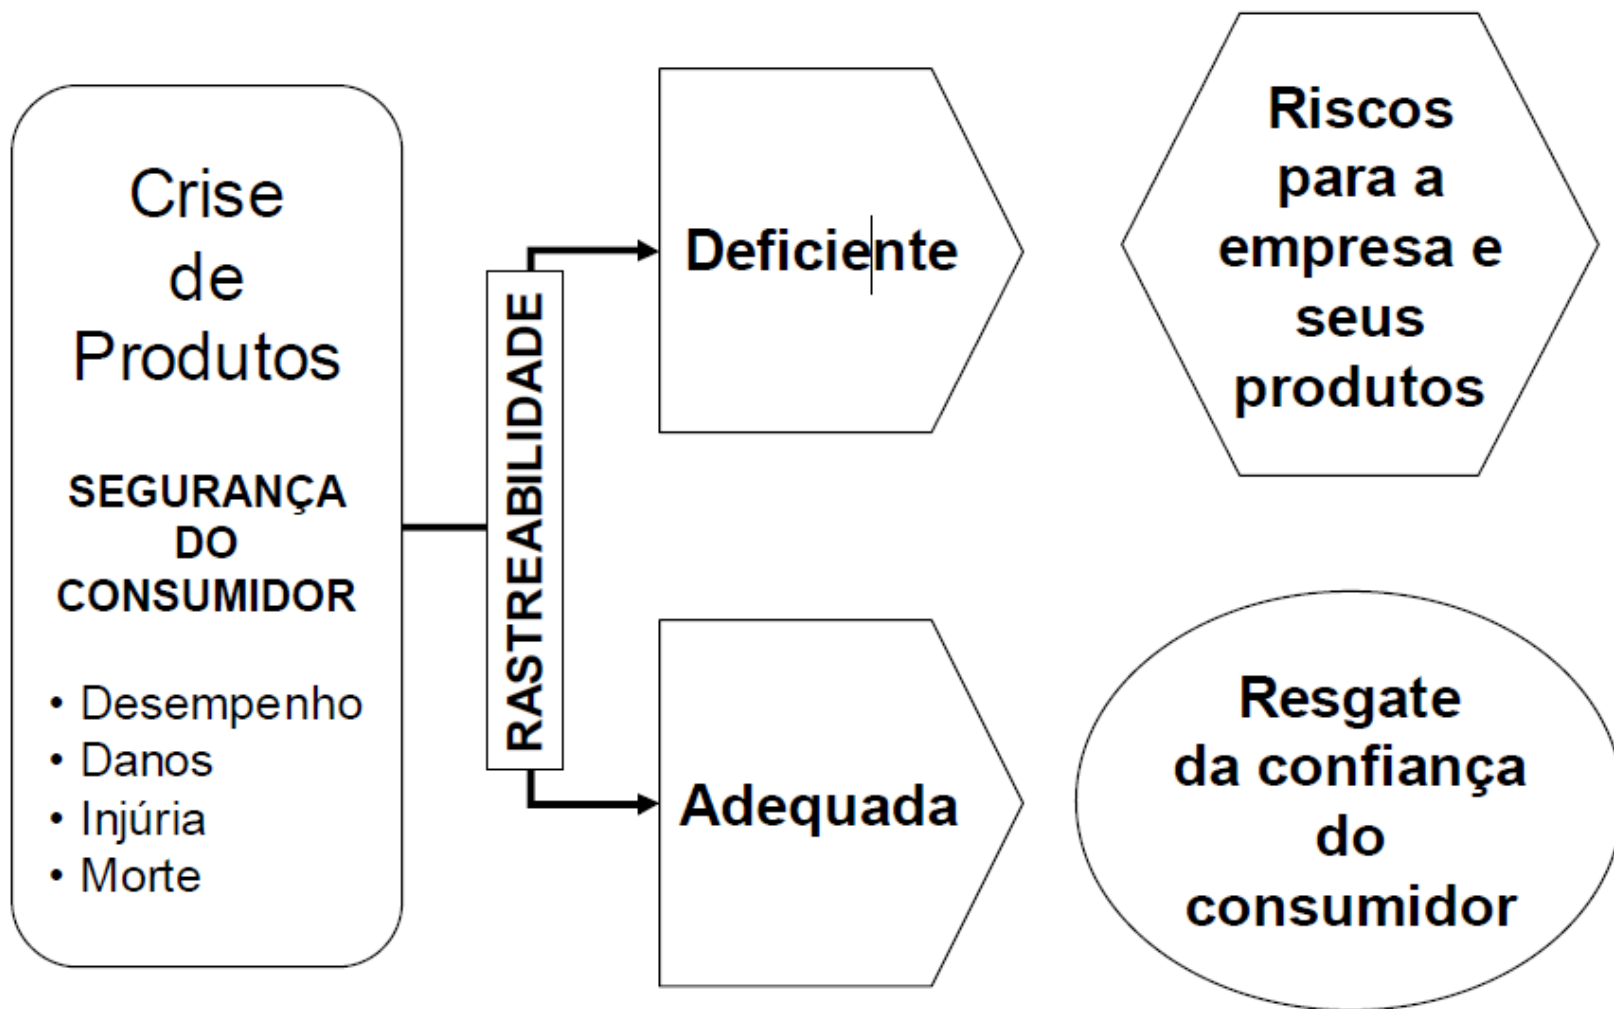 Crise
de
Produtos
SEGURANÇA
DO
CONSUMIDOR
• Desempenho
• Danos
• Injúria
• Morte
RASTREABILIDADE
Deficiente
Riscos
para a
empresa e
seus
produtos
Adequada
Resgate
da confiança
do
consumidor